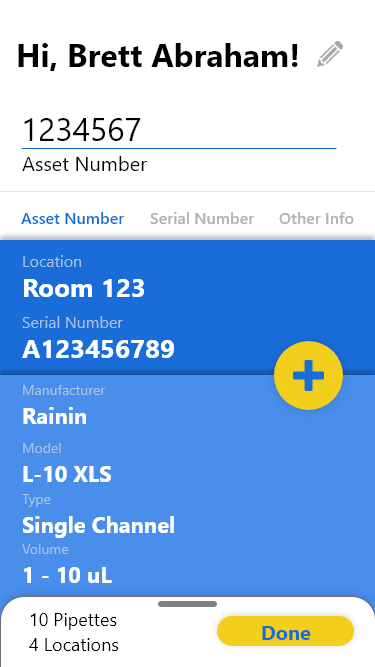 Hi, Brett Abraham!
1234567
Asset Number
Asset Number Serial Number Other Info
Location
Room 123
Serial Number
A123456789
Manufacturer
Rainin
Model
L-10 XLS
Type
Single Channel
Volume
1 - 10 uL
10 Pipettes
4 Locations
Done